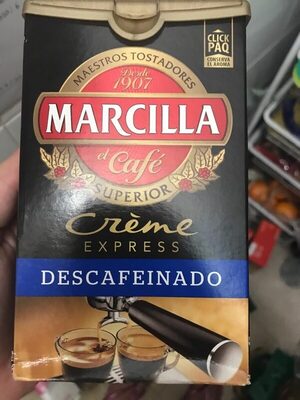 CLICK
PAQ
CONSERVA
EL AROMA
MAESTROS TOSTADORES
Desde
1907
MARCILLA
el Café
SUPERIOR
Crème
EXPRESS
DESCAFEINADO